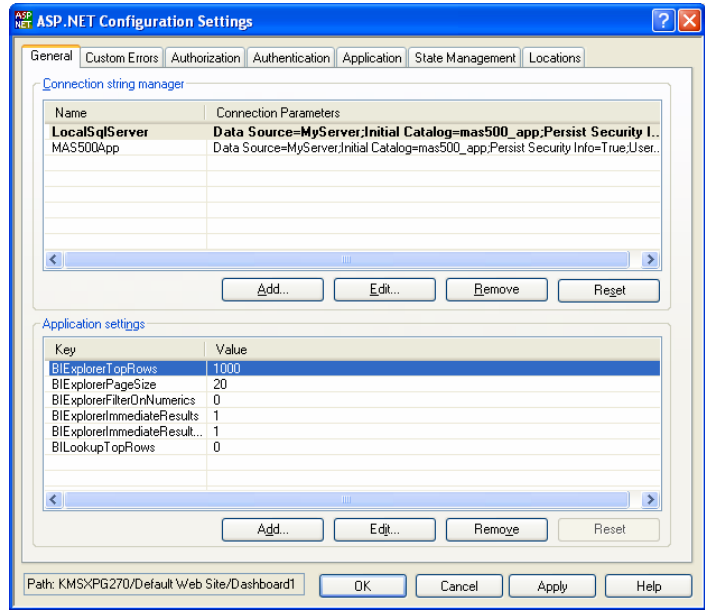 ASP.NET Configuration Settings
General Custom Errors Authorization Authentication Application State Management Locations
Connection string manager
Name Connection Parameters
LocalSqlServer Data Source=MyServer;Initial Catalog=mas500_app;Persist Security I..
MAS500App Data Source=MyServer;Initial Catalog=mas500_app;Persist Security Info=True;User..
Add... Edit... Remove Reset
Application settings
Key Value
BIExplorerTopRows 1000
BIExplorerPageSize 20
BIExplorerFilterOnNumerics 0
BIExplorerImmediateResults 1
BIExplorerImmediateResult... 1
BILookupTopRows 0
Add... Edit... Remove Reset
Path: KMSXPG270/Default Web Site/Dashboard1 OK Cancel Apply Help